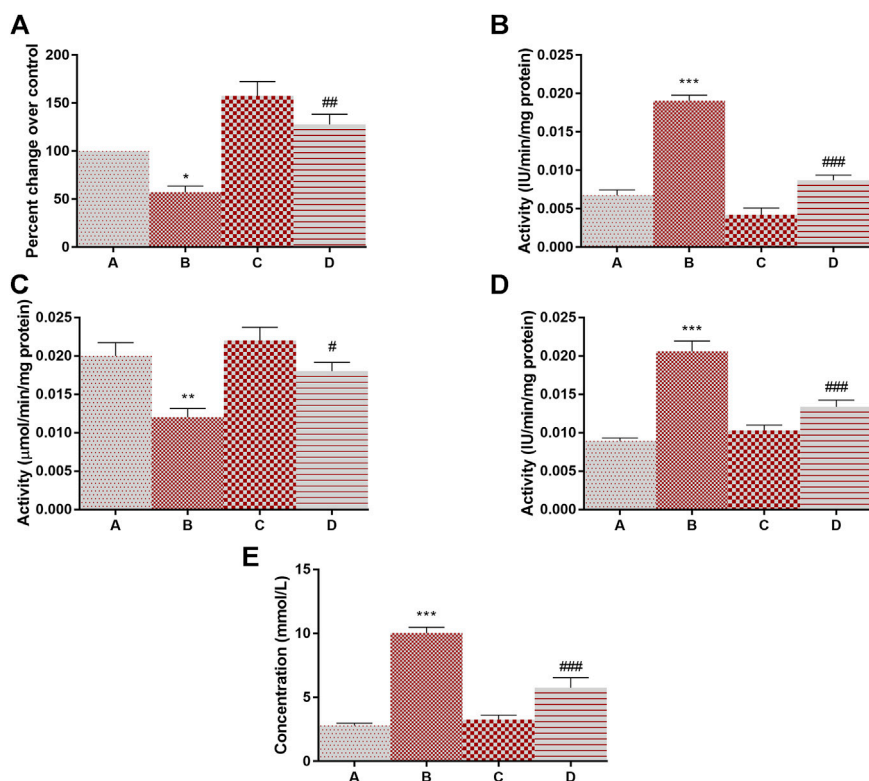 A
Percent change over control
200
150
100
50
0
*
##
A B C D
B
Activity (IU/min/mg protein)
0.025
0.020
0.015
0.010
0.005
0.000
***
###
A B C D
C
Activity (μmol/min/mg protein)
0.025
0.020
0.015
0.010
0.005
0.000
**
#
A B C D
D
Activity (IU/min/mg protein)
0.025
0.020
0.015
0.010
0.005
0.000
***
###
A B C D
E
Concentration (mmol/L)
15
10
5
0
***
###
A B C D